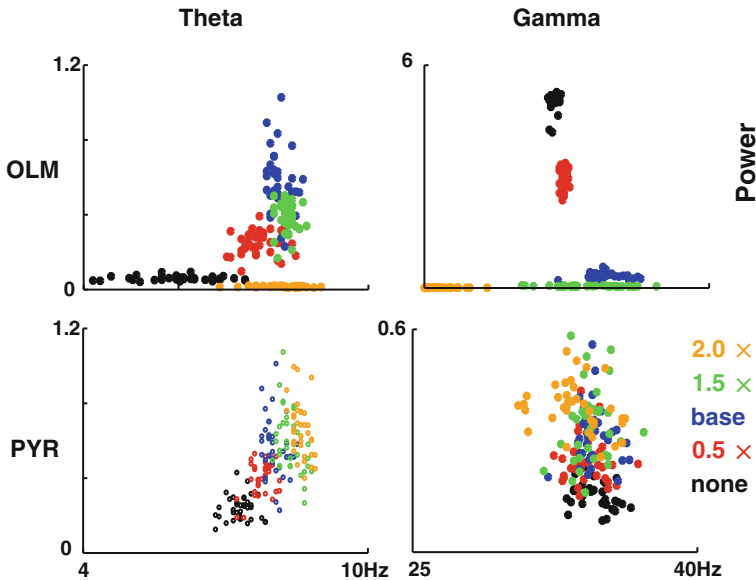 Theta
Gamma
1.2
6
OLM
Power
0
0
1.2
0.6
2.0 ×
1.5 ×
base
PYR
0.5 ×
none
0
4
10Hz
25
40Hz